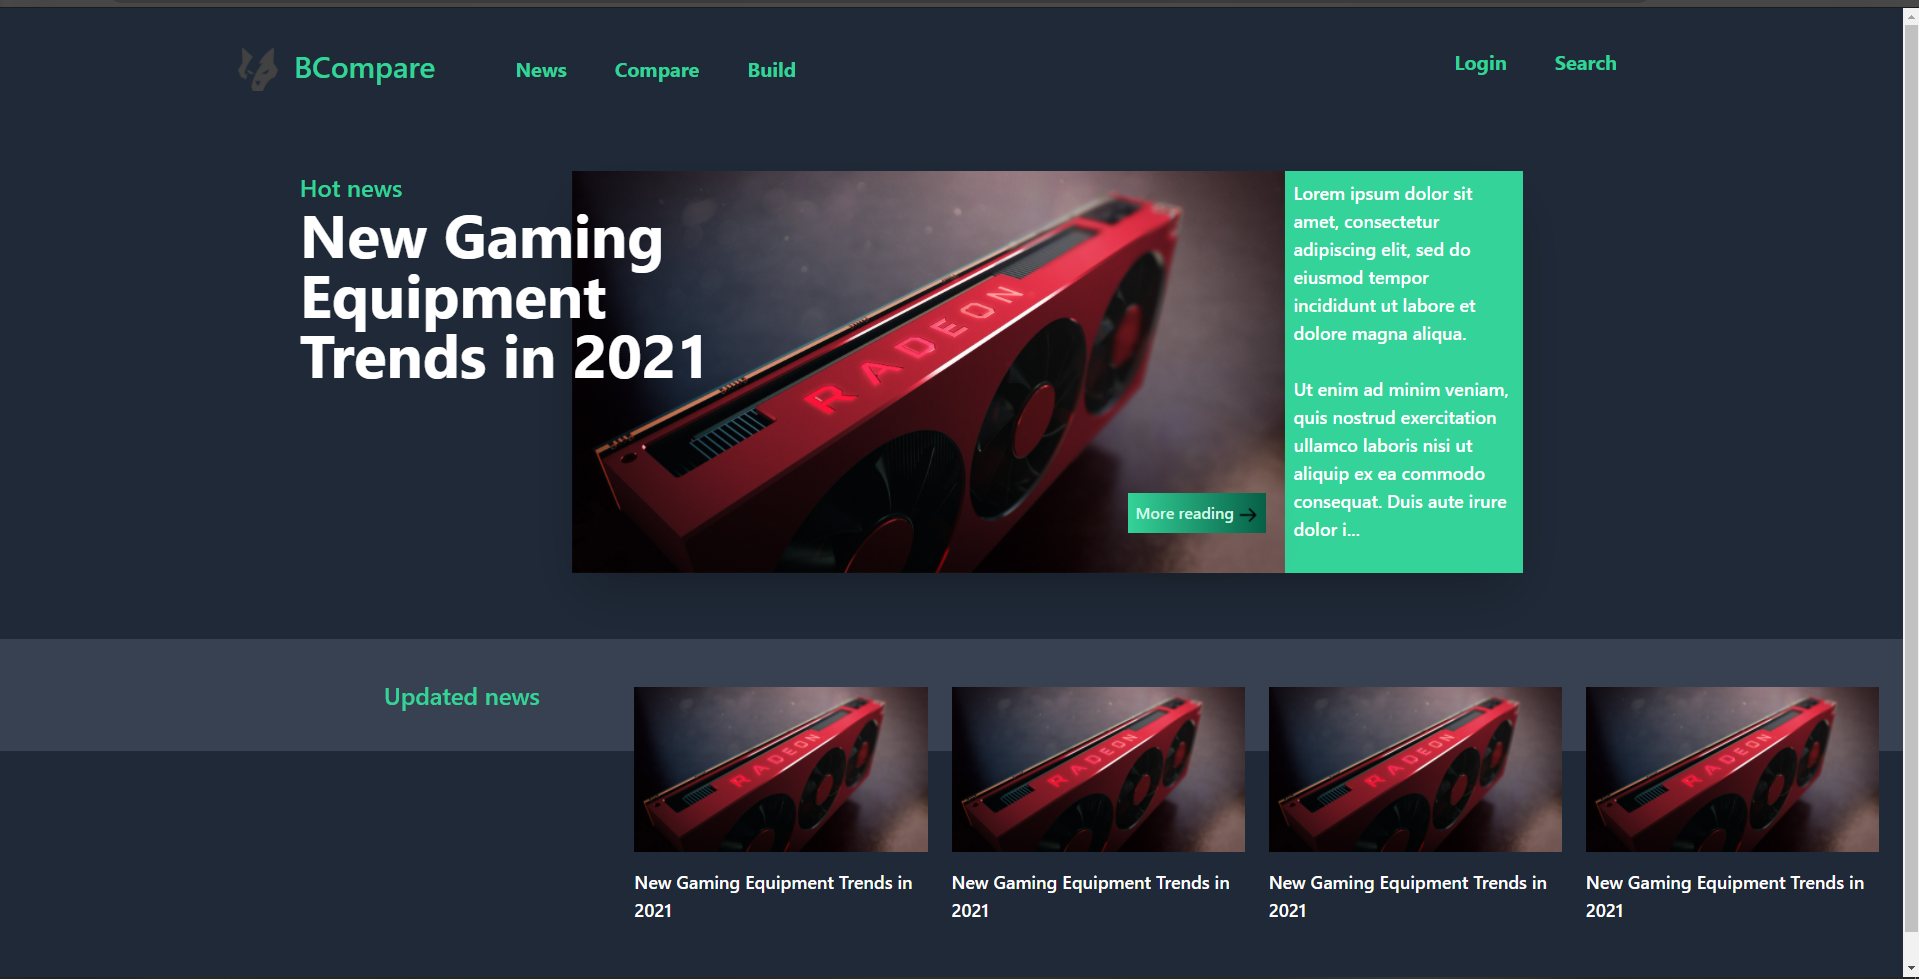 BCompare
News
Compare
Build
Login
Search
Hot news
New Gaming
Equipment
Trends in 2021
RADEON
More reading
Lorem ipsum dolor sit
amet, consectetur
adipiscing elit, sed do
eiusmod tempor
incididunt ut labore et
dolore magna aliqua.
Ut enim ad minim veniam,
quis nostrud exercitation
ullamco laboris nisi ut
aliquip ex ea commodo
consequat. Duis aute irure
dolor i...
Updated news
RADEON
New Gaming Equipment Trends in
2021
RADEON
New Gaming Equipment Trends in
2021
RADEON
New Gaming Equipment Trends in
2021
RADEON
New Gaming Equipment Trends in
2021